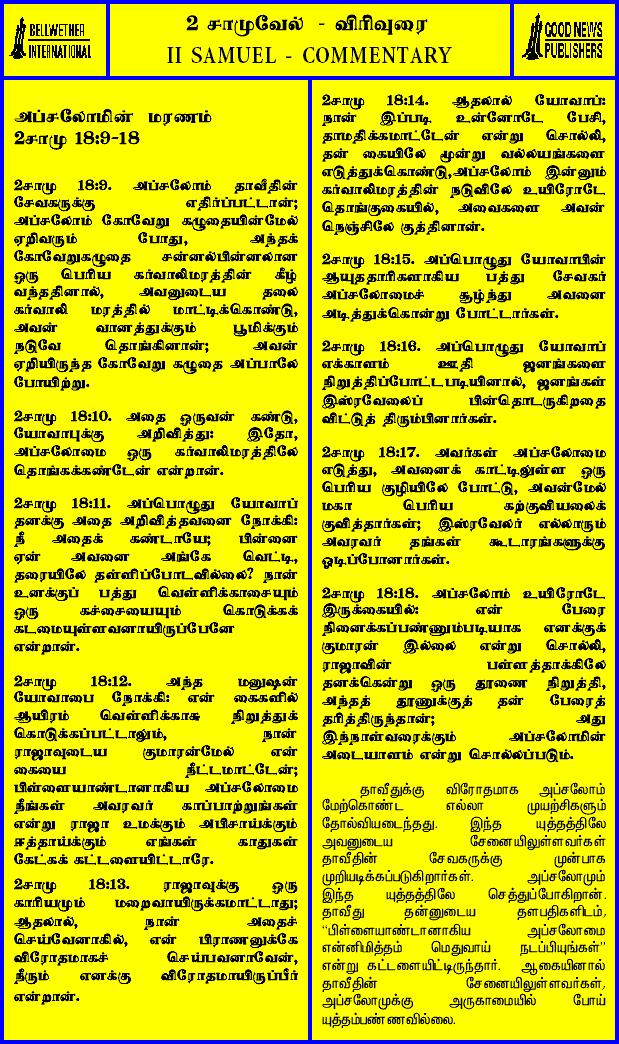 BELLWETHER
INTERNATIONAL
2 சாமுவேல் - விரிவுரை
II SAMUEL - COMMENTARY
GOOD NEWS
PUBLISHERS
அப்சலோமின் மரணம்
2சாமு 18:9-18
2சாமு 18:9. அப்சலோம் தாவீதின்
சேவகருக்கு எதிர்ப்பட்டான்;
அப்சலோம் கோவேறு கழுதையின்மேல்
ஏறிவரும் போது, அந்தக்
கோவேறுகழுதை சன்னல்பின்னலான
ஒரு பெரிய கர்வாலிமரத்தின் கீழ்
வந்ததினால், அவனுடைய தலை
கர்வாலி மரத்தில் மாட்டிக்கொண்டு,
அவன் வானத்துக்கும் பூமிக்கும்
நடுவே தொங்கினான்; அவன்
ஏறியிருந்த கோவேறு கழுதை அப்பாலே
போயிற்று.
2சாமு 18:10. அதை ஒருவன் கண்டு,
யோவாபுக்கு அறிவித்து: இதோ,
அப்சலோமை ஒரு கர்வாலிமரத்திலே
தொங்கக்கண்டேன் என்றான்.
2சாமு 18:11. அப்பொழுது யோவாப்
தனக்கு அதை அறிவித்தவனை நோக்கி:
நீ அதைக் கண்டாயே; பின்னை
ஏன் அவனை அங்கே வெட்டி,
தரையிலே தள்ளிப்போடவில்லை? நான்
உனக்குப் பத்து வெள்ளிக்காசையும்
ஒரு கச்சையையும் கொடுக்கக்
கடமையுள்ளவனாயிருப்பேனே
என்றான்.
2சாமு 18:12. அந்த மனுஷன்
யோவாபை நோக்கி: என் கைகளில்
ஆயிரம் வெள்ளிக்காசு நிறுத்துக்
கொடுக்கப்பட்டாலும், நான்
ராஜாவுடைய குமாரன்மேல் என்
கையை நீட்டமாட்டேன்;
பிள்ளையாண்டானாகிய அப்சலோமை
நீங்கள் அவரவர் காப்பாற்றுங்கள்
என்று ராஜா உமக்கும் அபிசாய்க்கும்
ஈத்தாய்க்கும் எங்கள் காதுகள்
கேட்கக் கட்டளையிட்டாரே.
2சாமு 18:13. ராஜாவுக்கு ஒரு
காரியமும் மறைவாயிருக்கமாட்டாது;
ஆதலால், நான் அதைச்
செய்வேனாகில், என் பிராணனுக்கே
விரோதமாகச் செய்பவனாவேன்,
நீரும் எனக்கு விரோதமாயிருப்பீர்
என்றான்.
2சாமு 18:14. ஆதலால் யோவாப்:
நான் இப்படி உன்னோடே பேசி,
தாமதிக்கமாட்டேன் என்று சொல்லி,
தன் கையிலே மூன்று வல்லயங்களை
எடுத்துக்கொண்டு,அப்சலோம் இன்னும்
கர்வாலிமரத்தின் நடுவிலே உயிரோடே
தொங்குகையில், அவைகளை அவன்
நெஞ்சிலே குத்தினான்.
2சாமு 18:15. அப்பொழுது யோவாபின்
ஆயுததாரிகளாகிய பத்து சேவகர்
அப்சலோமைச் சூழ்ந்து அவனை
அடித்துக்கொன்று போட்டார்கள்.
2சாமு 18:16. அப்பொழுது யோவாப்
எக்காளம் ஊதி ஜனங்களை
நிறுத்திப்போட்டபடியினால், ஜனங்கள்
இஸ்ரவேலைப் பின்தொடருகிறதை
விட்டுத் திரும்பினார்கள்.
2சாமு 18:17. அவர்கள் அப்சலோமை
எடுத்து, அவனைக் காட்டிலுள்ள ஒரு
பெரிய குழியிலே போட்டு, அவன்மேல்
மகா பெரிய கற்குவியலைக்
குவித்தார்கள்; இஸ்ரவேலர் எல்லாரும்
அவரவர் தங்கள் கூடாரங்களுக்கு
ஓடிப்போனார்கள்.
2சாமு 18:18. அப்சலோம் உயிரோடே
இருக்கையில்: என் பேரை
நினைக்கப்பண்ணும்படியாக எனக்குக்
குமாரன் இல்லை என்று சொல்லி,
ராஜாவின் பள்ளத்தாக்கிலே
தனக்கென்று ஒரு தூணை நிறுத்தி,
அந்தத் தூணுக்குத் தன் பேரைத்
தரித்திருந்தான்; அது
இந்நாள்வரைக்கும் அப்சலோமின்
அடையாளம் என்று சொல்லப்படும்.
தாவீதுக்கு விரோதமாக அப்சலோம்
மேற்கொண்ட எல்லா முயற்சிகளும்
தோல்வியடைந்தது. இந்த யுத்தத்திலே
அவனுடைய சேனையிலுள்ளவர்கள்
தாவீதின் சேவகருக்கு முன்பாக
முறியடிக்கப்படுகிறார்கள். அப்சலோமும்
இந்த யுத்தத்திலே செத்துப்போகிறான்.
தாவீது தன்னுடைய தளபதிகளிடம்,
“பிள்ளையாண்டானாகிய அப்சலோமை
என்னிமித்தம் மெதுவாய் நடப்பியுங்கள்”
என்று கட்டளையிட்டிருந்தார். ஆகையினால்
தாவீதின் சேனையிலுள்ளவர்கள்,
அப்சலோமுக்கு அருகாமையில் போய்
யுத்தம்பண்ணவில்லை.